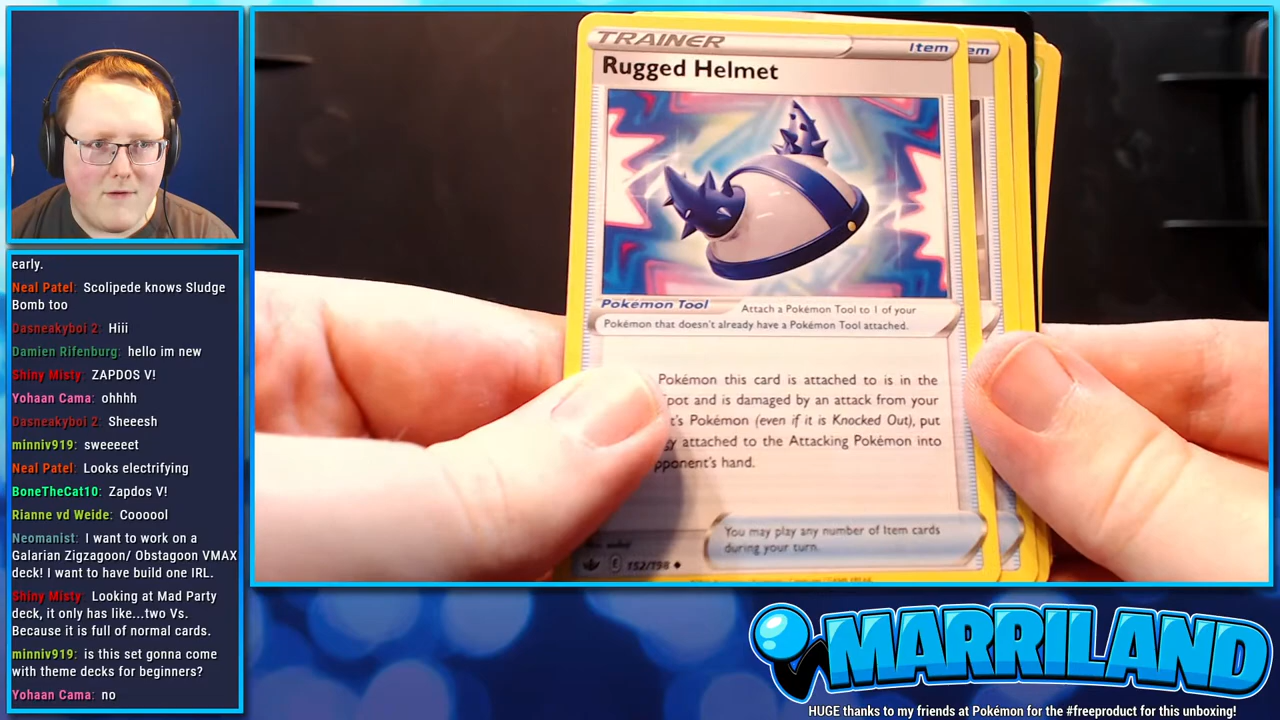 early.
Neal Patel: Scolipede knows Sludge
Bomb too
Dasneakyboi 2: Hiii
Damien Rifenburg: hello im new
Shiny Misty: ZAPDOS V!
Yohaan Cama: ohhhh
Dasneakyboi 2: Sheeesh
minniv919: sweeeeet
Neal Patel: Looks electrifying
BoneTheCat10: Zapdos V!
Rianne vd Weide: Coooool
Neomanist: I want to work on a
Galarian Zigzagoon/ Obstagoon VMAX
deck! I want to have build one IRL.
Shiny Misty: Looking at Mad Party
deck, it only has like...two Vs.
Because it is full of normal cards.
minniv919: is this set gonna come
with theme decks for beginners?
Yohaan Cama: no
TRAINER Item
Rugged Helmet
Pokémon Tool Attach a Pokémon Tool to 1 of your
Pokémon that doesn't already have a Pokémon Tool attached.
Pokémon this card is attached to is in the
and is damaged by an attack from your
Pokémon (even if it is Knocked Out), put
attached to the Attacking Pokémon into
hand.
You may play any number of Item cards
during your turn.
152/198
MARRILAND
HUGE thanks to my friends at Pokémon for the #freeproduct for this unboxing!